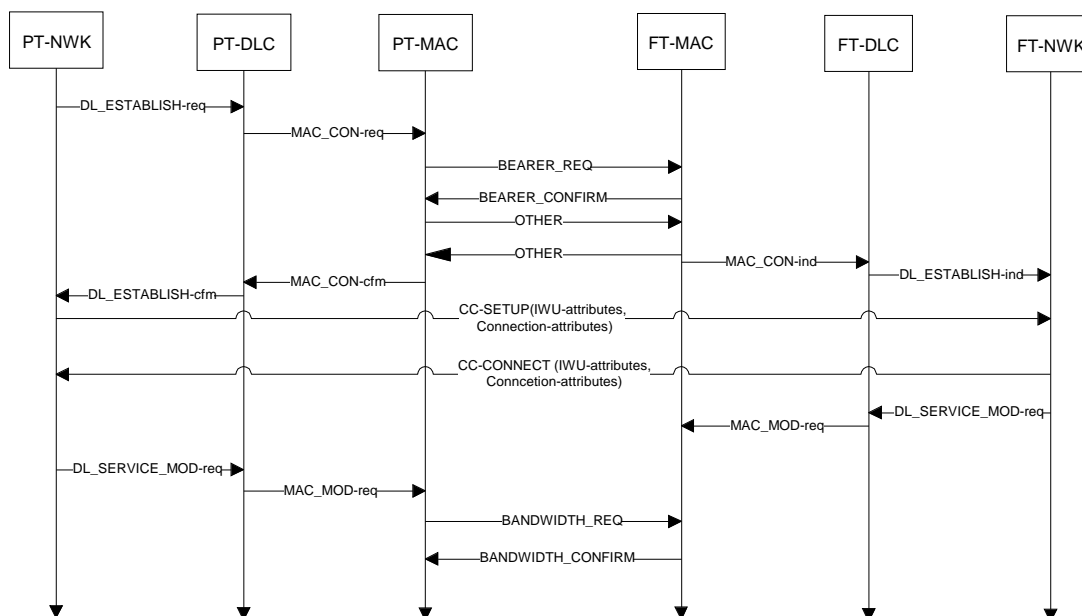 PT-NWK
PT-DLC
PT-MAC
FT-MAC
FT-DLC
FT-NWK
DL_ESTABLISH-req
MAC_CON-req
BEARER_REQ
BEARER_CONFIRM
OTHER
OTHER
MAC_CON-ind
DL_ESTABLISH-ind
MAC_CON-cfm
DL_ESTABLISH-cfm
CC-SETUP(IWU-attributes,
Connection-attributes)
CC-CONNECT (IWU-attributes,
Conncetion-attributes)
DL_SERVICE_MOD-req
MAC_MOD-req
DL_SERVICE_MOD-req
MAC_MOD-req
BANDWIDTH_REQ
BANDWIDTH_CONFIRM